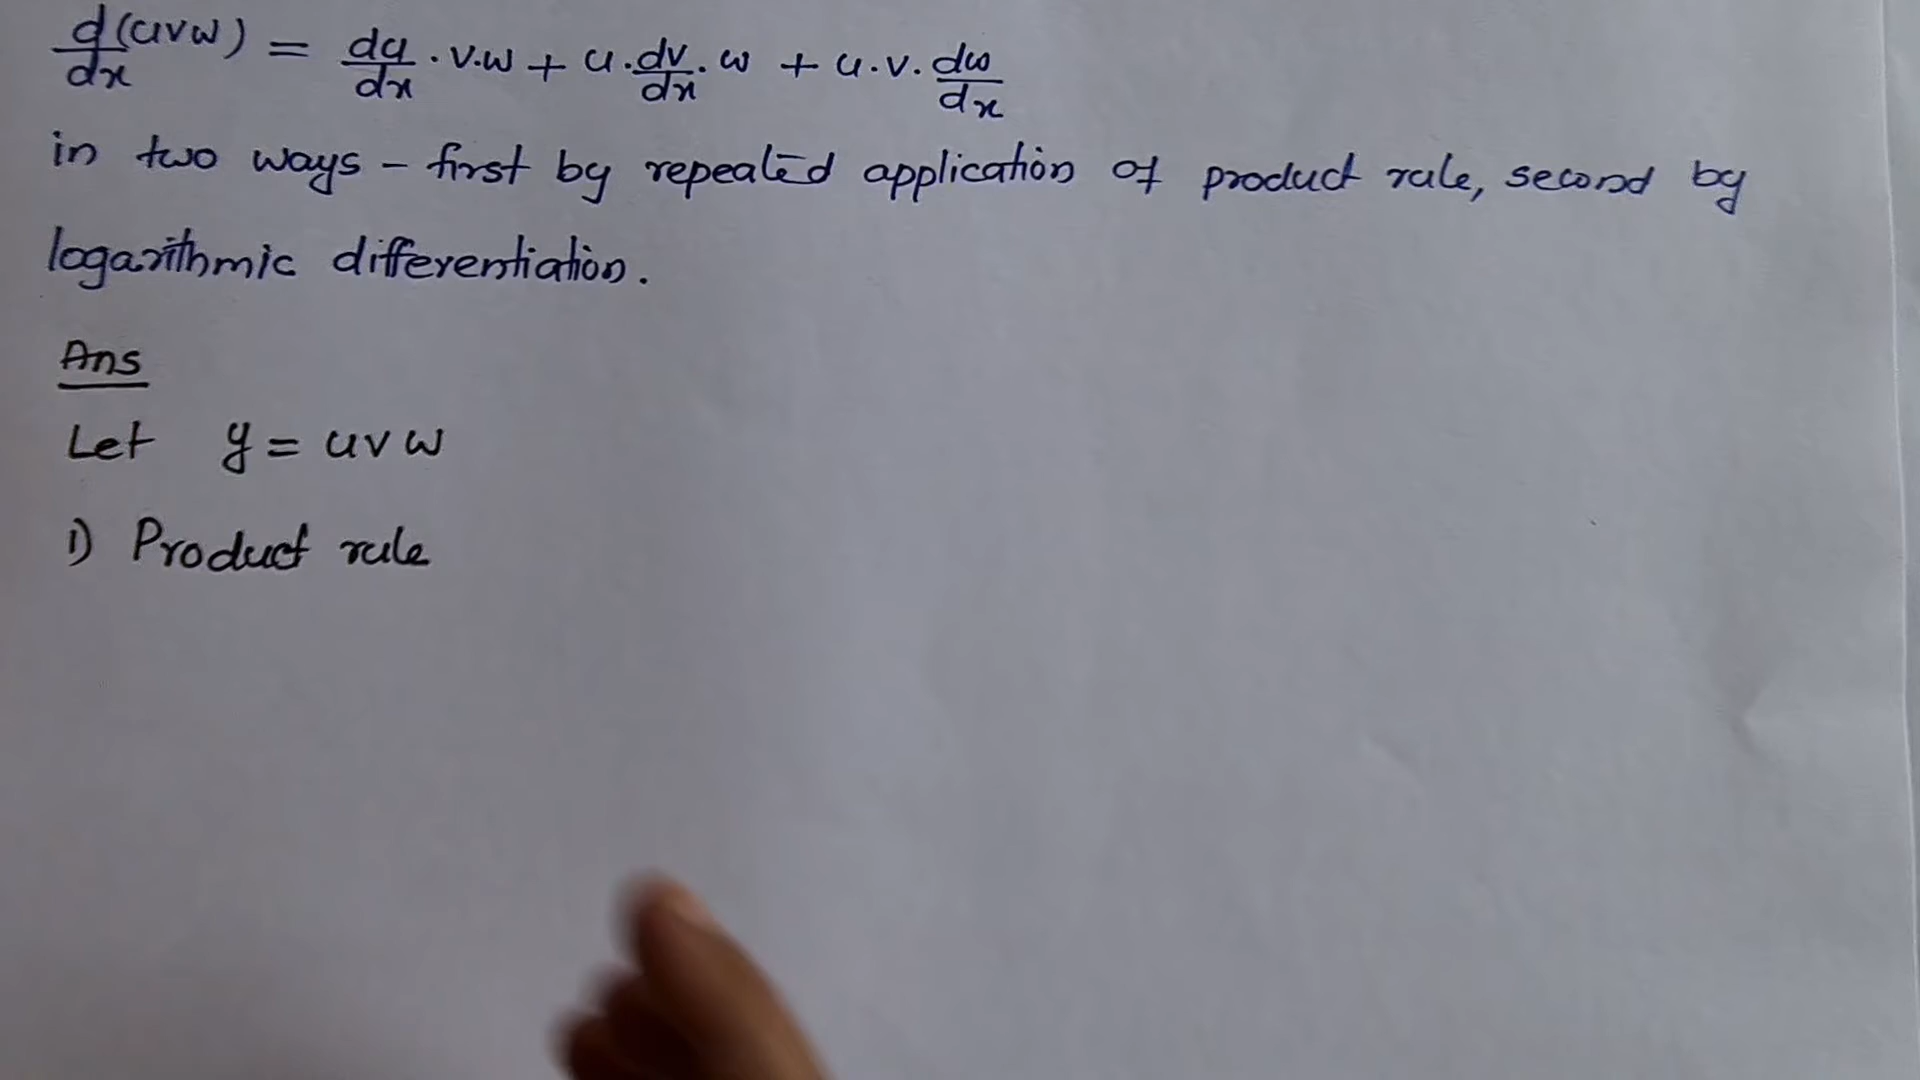 d(uvw)/dx = du/dx . v.w + u . dv/dx . w + u.v. dw/dx
in two ways - first by repeated application of product rule, second by
logarithmic differentiation.
Ans
Let y = uvw
1) Product rule